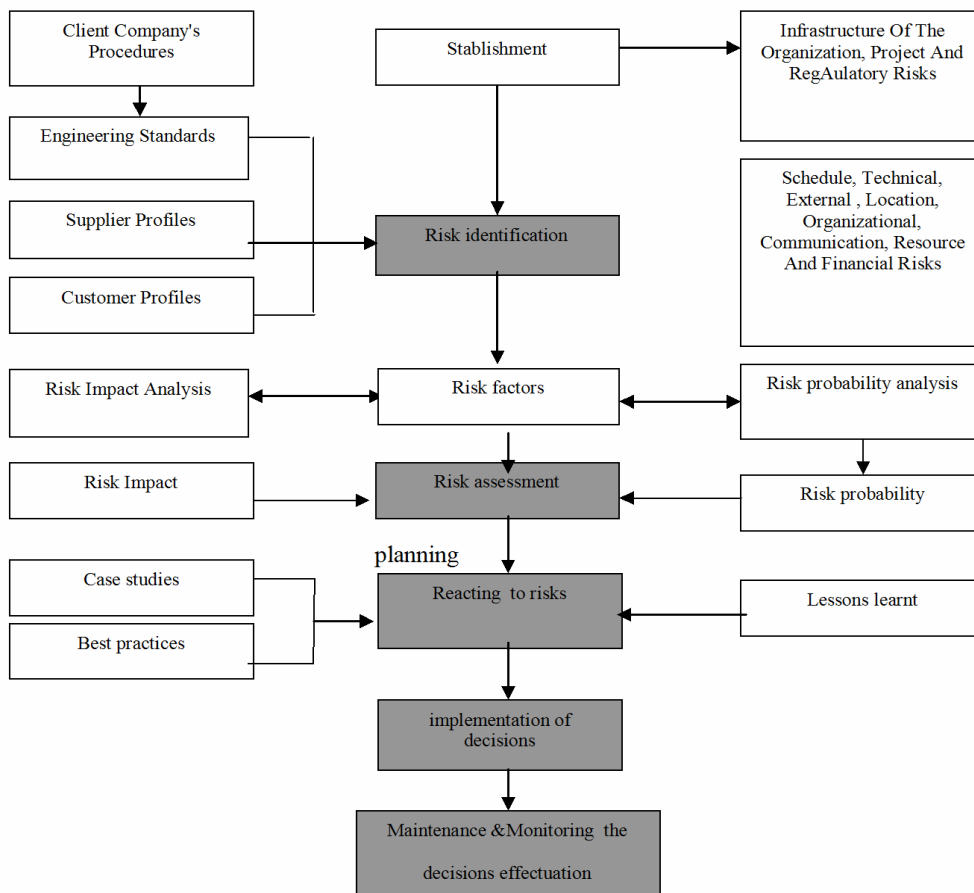 Client Company's
Procedures
Stablishment
Infrastructure Of The
Organization, Project And
RegAulatory Risks
Engineering Standards
Schedule, Technical,
External , Location,
Organizational,
Communication, Resource
And Financial Risks
Supplier Profiles
Risk identification
Customer Profiles
Risk Impact Analysis
Risk factors
Risk probability analysis
Risk Impact
Risk assessment
Risk probability
planning
Case studies
Reacting to risks
Lessons learnt
Best practices
implementation of
decisions
Maintenance &Monitoring the
decisions effectuation